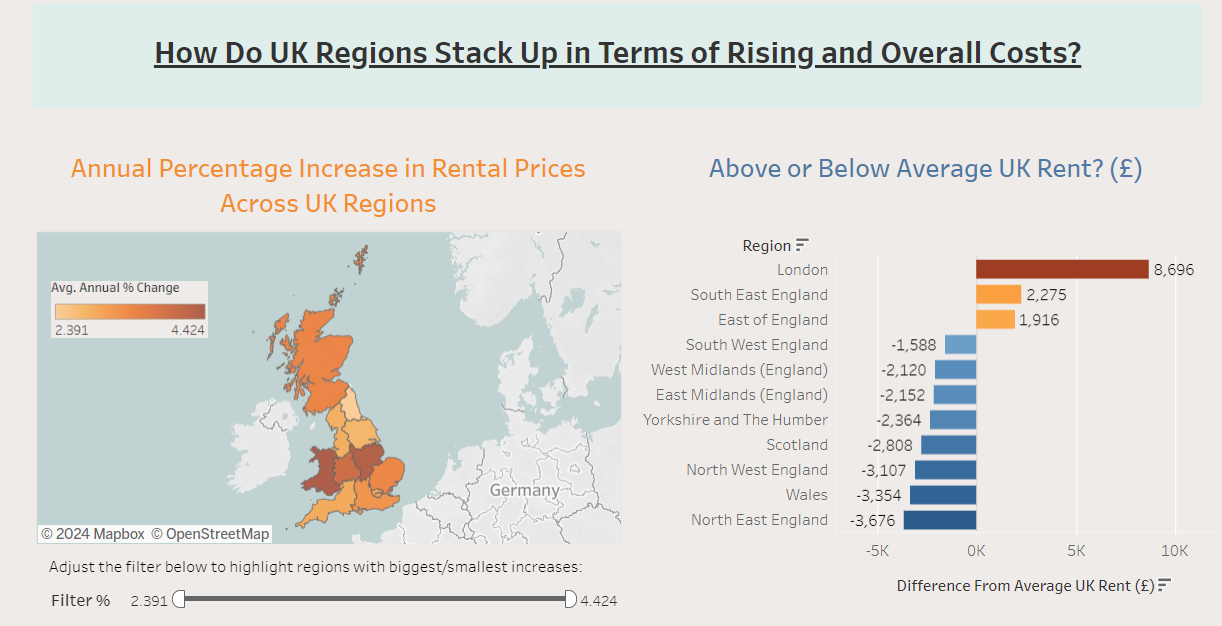 How Do UK Regions Stack Up in Terms of Rising and Overall Costs?
Annual Percentage Increase in Rental Prices
Across UK Regions
Avg. Annual % Change
2.391 4.424
Germany
© 2024 Mapbox © OpenStreetMap
Adjust the filter below to highlight regions with biggest/smallest increases:
Filter % 2.391 4.424
Above or Below Average UK Rent? (£)
Region
London 8,696
South East England 2,275
East of England 1,916
South West England -1,588
West Midlands (England) -2,120
East Midlands (England) -2,152
Yorkshire and The Humber -2,364
Scotland -2,808
North West England -3,107
Wales -3,354
North East England -3,676
-5K 0K 5K 10K
Difference From Average UK Rent (£)